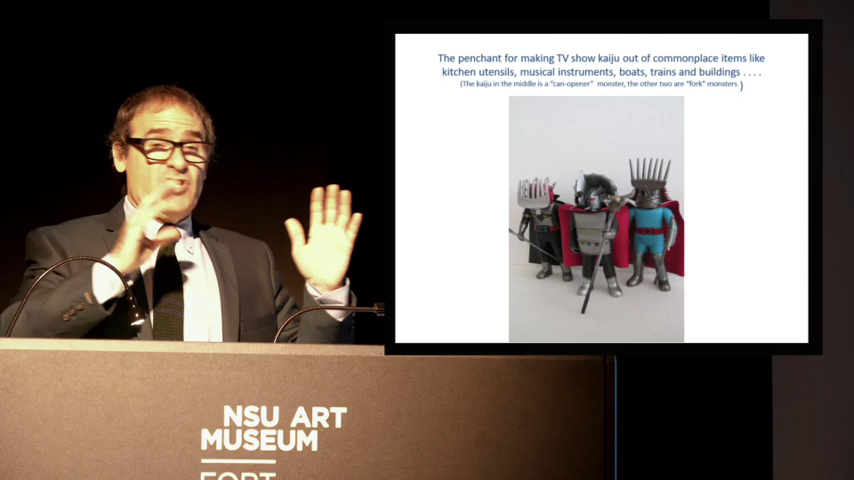 The penchant for making TV show kaiju out of commonplace items like
kitchen utensils, musical instruments, boats, trains and buildings . . . .
(The kaiju in the middle is a "can-opener" monster, the other two are "fork" monsters )
NSU ART
MUSEUM
FORT